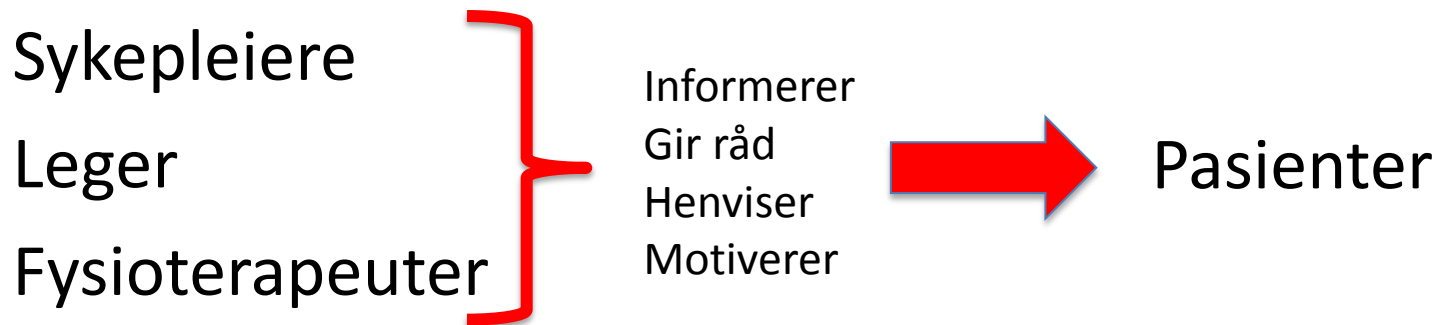 Sykepleiere
Leger
Fysioterapeuter
Informerer
Gir råd
Henviser
Motiverer
Pasienter